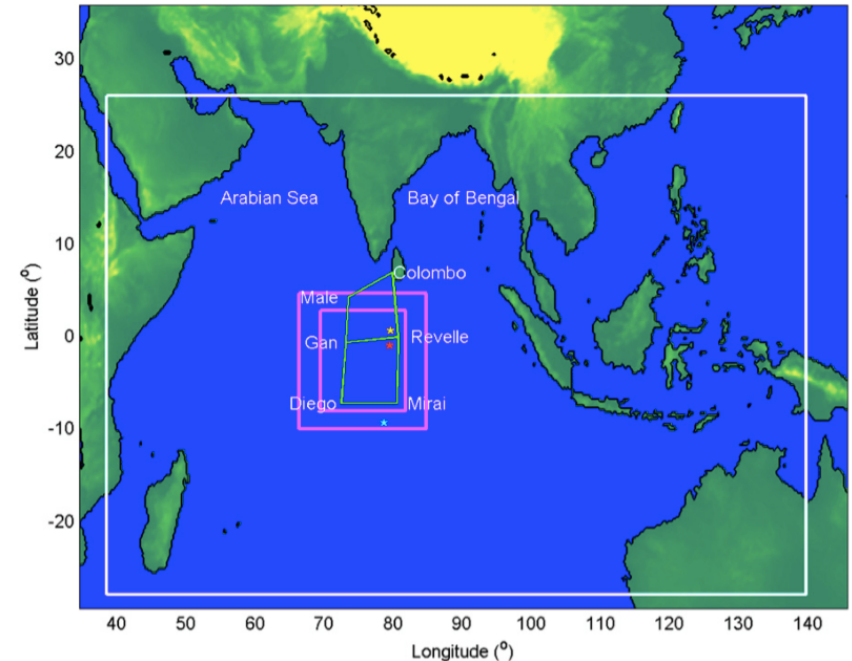 30
20
Arabian Sea
Bay of Bengal
10
Colombo
Male
0
Gan
Revelle
Diego
Mirai
-10
-20
Latitude (°)
40 50 60 70 80 90 100 110 120 130 140
Longitude (°)